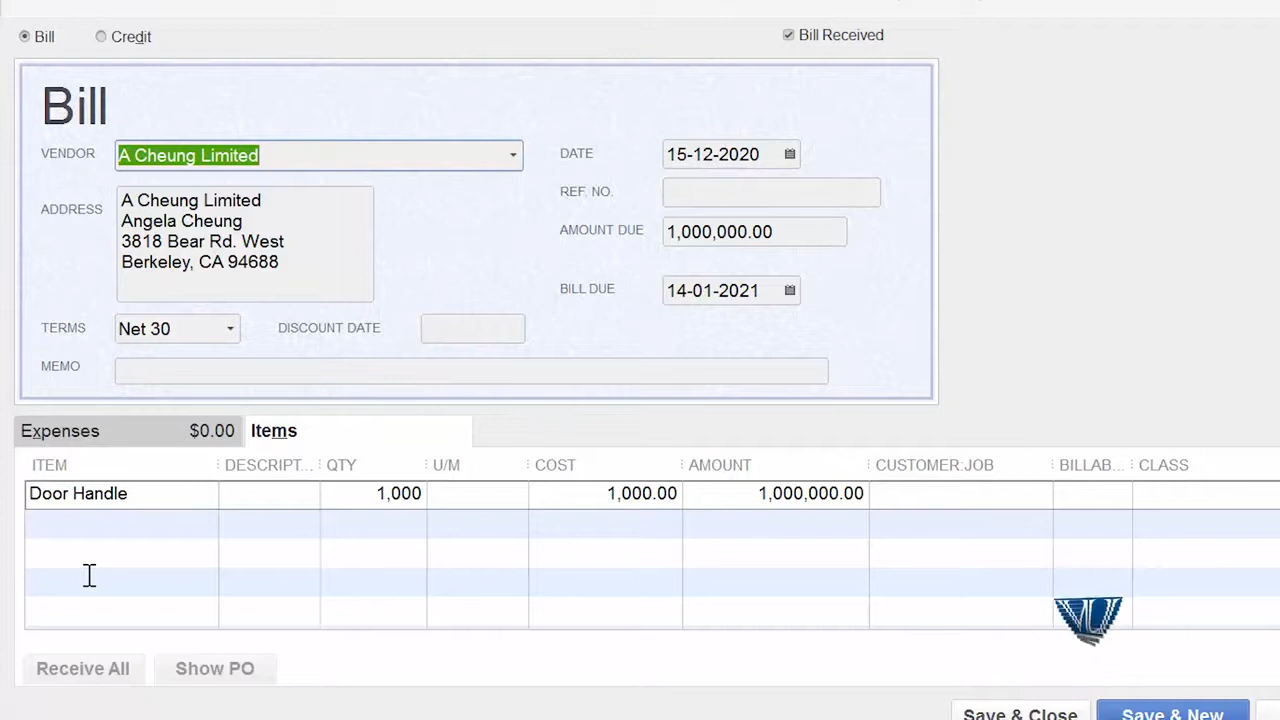 Bill
Credit
Bill Received
Bill
VENDOR
A Cheung Limited
DATE
15-12-2020
REF. NO.
ADDRESS
A Cheung Limited
Angela Cheung
3818 Bear Rd. West
Berkeley, CA 94688
AMOUNT DUE
1,000,000.00
BILL DUE
14-01-2021
TERMS
Net 30
DISCOUNT DATE
MEMO
Expenses $0.00
Items
ITEM DESCRIPT... QTY U/M COST AMOUNT CUSTOMER:JOB BILLAB... CLASS
Door Handle 1,000 1,000.00 1,000,000.00
Receive All
Show PO
Save & Close
Save & New